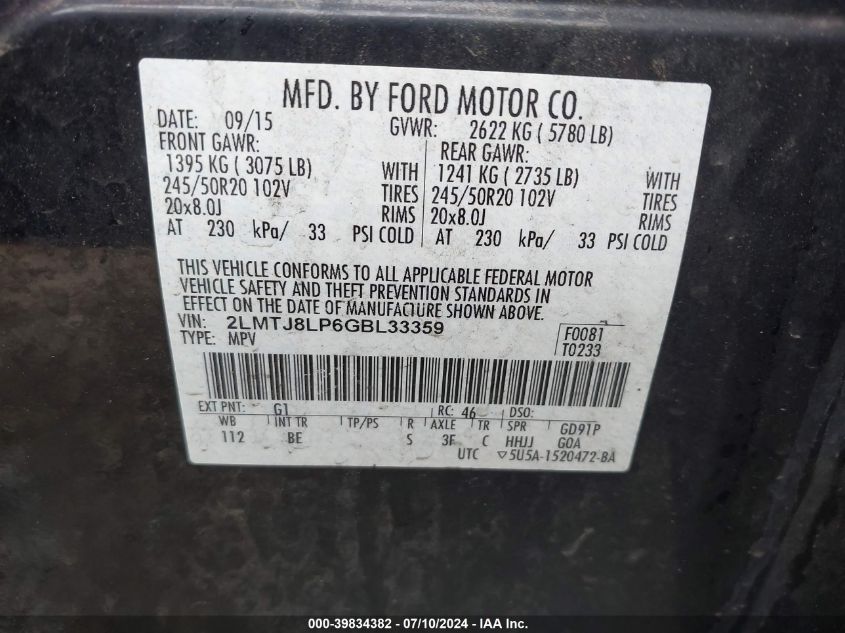 MFD. BY FORD MOTOR CO.
DATE: 09/15 GVWR: 2622 KG ( 5780 LB)
FRONT GAWR: REAR GAWR:
1395 KG ( 3075 LB) WITH 1241 KG ( 2735 LB) WITH
245/50R20 102V TIRES 245/50R20 102V TIRES
20x8.0J RIMS 20x8.0J RIMS
AT 230 kPa/ 33 PSI COLD AT 230 kPa/ 33 PSI COLD
THIS VEHICLE CONFORMS TO ALL APPLICABLE FEDERAL MOTOR
VEHICLE SAFETY AND THEFT PREVENTION STANDARDS IN
EFFECT ON THE DATE OF MANUFACTURE SHOWN ABOVE.
VIN: 2LMTJ8LP6GBL33359 F0081
TYPE: MPV T0233
EXT PNT: G1 RC: 46 DSO:
WB INT TR TP/PS R AXLE TR SPR GD91P
112 BE S 3F C HHJJ GOA
UTC ▽5U5A-1520472-BA
000-39834382 - 07/10/2024 - IAA Inc.